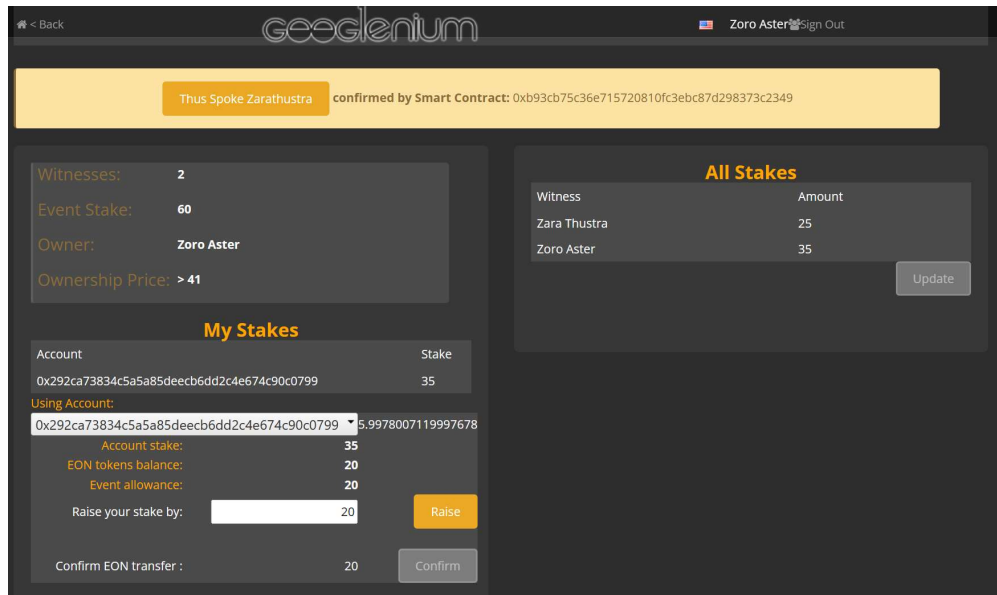 < Back
Geeglenium
Zoro Aster Sign Out
Thus Spoke Zarathustra confirmed by Smart Contract: 0xb93cb75c36e715720810fc3ebc87d298373c2349
Witnesses: 2
Event Stake: 60
Owner: Zoro Aster
Ownership Price: > 41
My Stakes
Account Stake
0x292ca73834c5a5a85deecb6dd2c4e674c90c0799 35
Using Account:
0x292ca73834c5a5a85deecb6dd2c4e674c90c0799 5.9978007119997678
Account stake: 35
EON tokens balance: 20
Event allowance: 20
Raise your stake by: 20 Raise
Confirm EON transfer : 20 Confirm
All Stakes
Witness Amount
Zara Thustra 25
Zoro Aster 35
Update